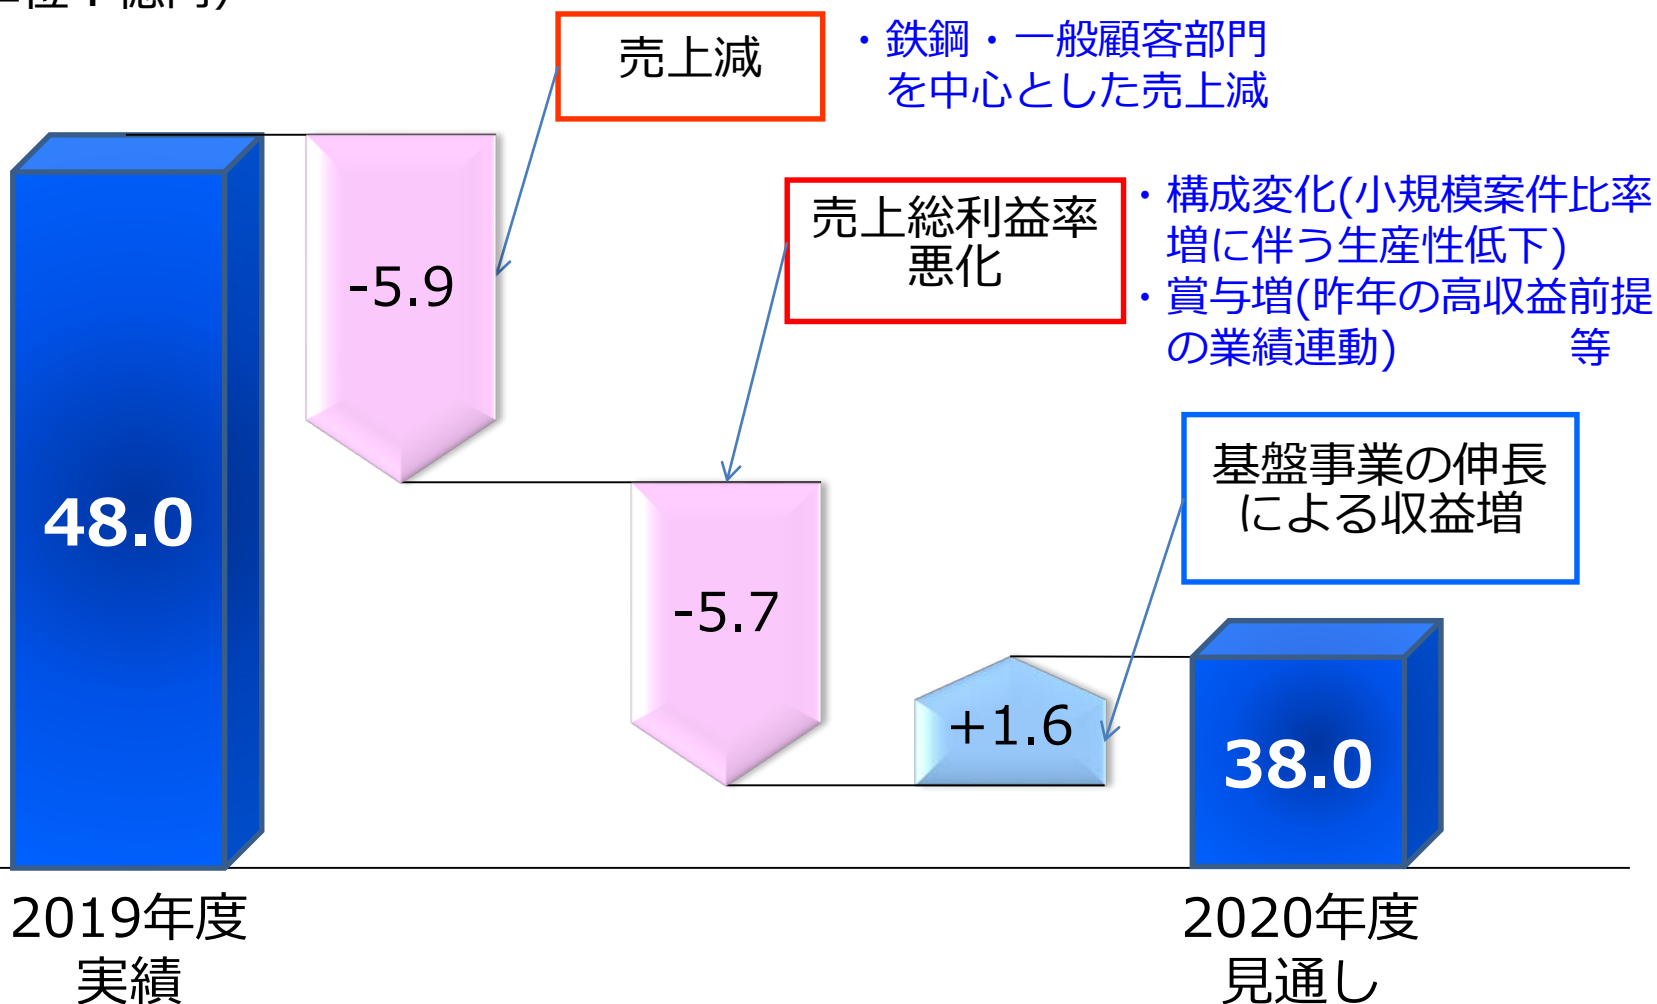 売上減
・鉄鋼・一般顧客部門
を中心とした売上減
売上総利益率
悪化
・構成変化(小規模案件比率
増に伴う生産性低下)
・賞与増(昨年の高収益前提
の業績連動) 等
-5.9
基盤事業の伸長
による収益増
48.0
-5.7
+1.6
38.0
2019年度
実績
2020年度
見通し